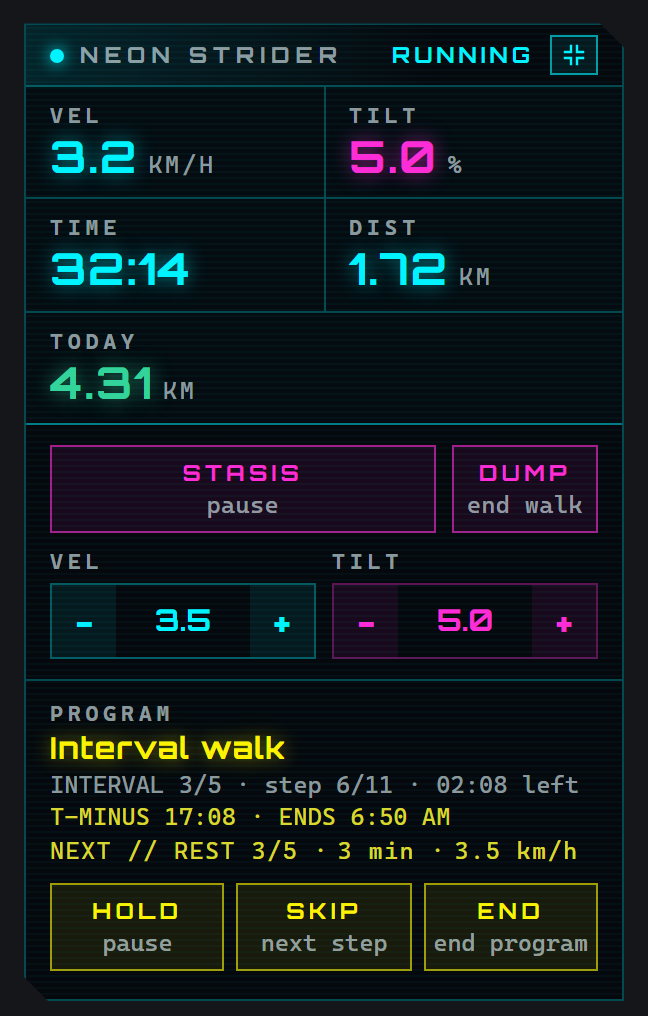 NEON STRIDER RUNNING
VEL TILT
3.2 KM/H 5.0 %
TIME DIST
32:14 1.72 KM
TODAY
4.31 KM
STASIS DUMP
pause end walk
VEL TILT
- 3.5 + - 5.0 +
PROGRAM
Interval walk
INTERVAL 3/5 · step 6/11 · 02:08 left
T-MINUS 17:08 · ENDS 6:50 AM
NEXT // REST 3/5 · 3 min · 3.5 km/h
HOLD SKIP END
pause next step end program